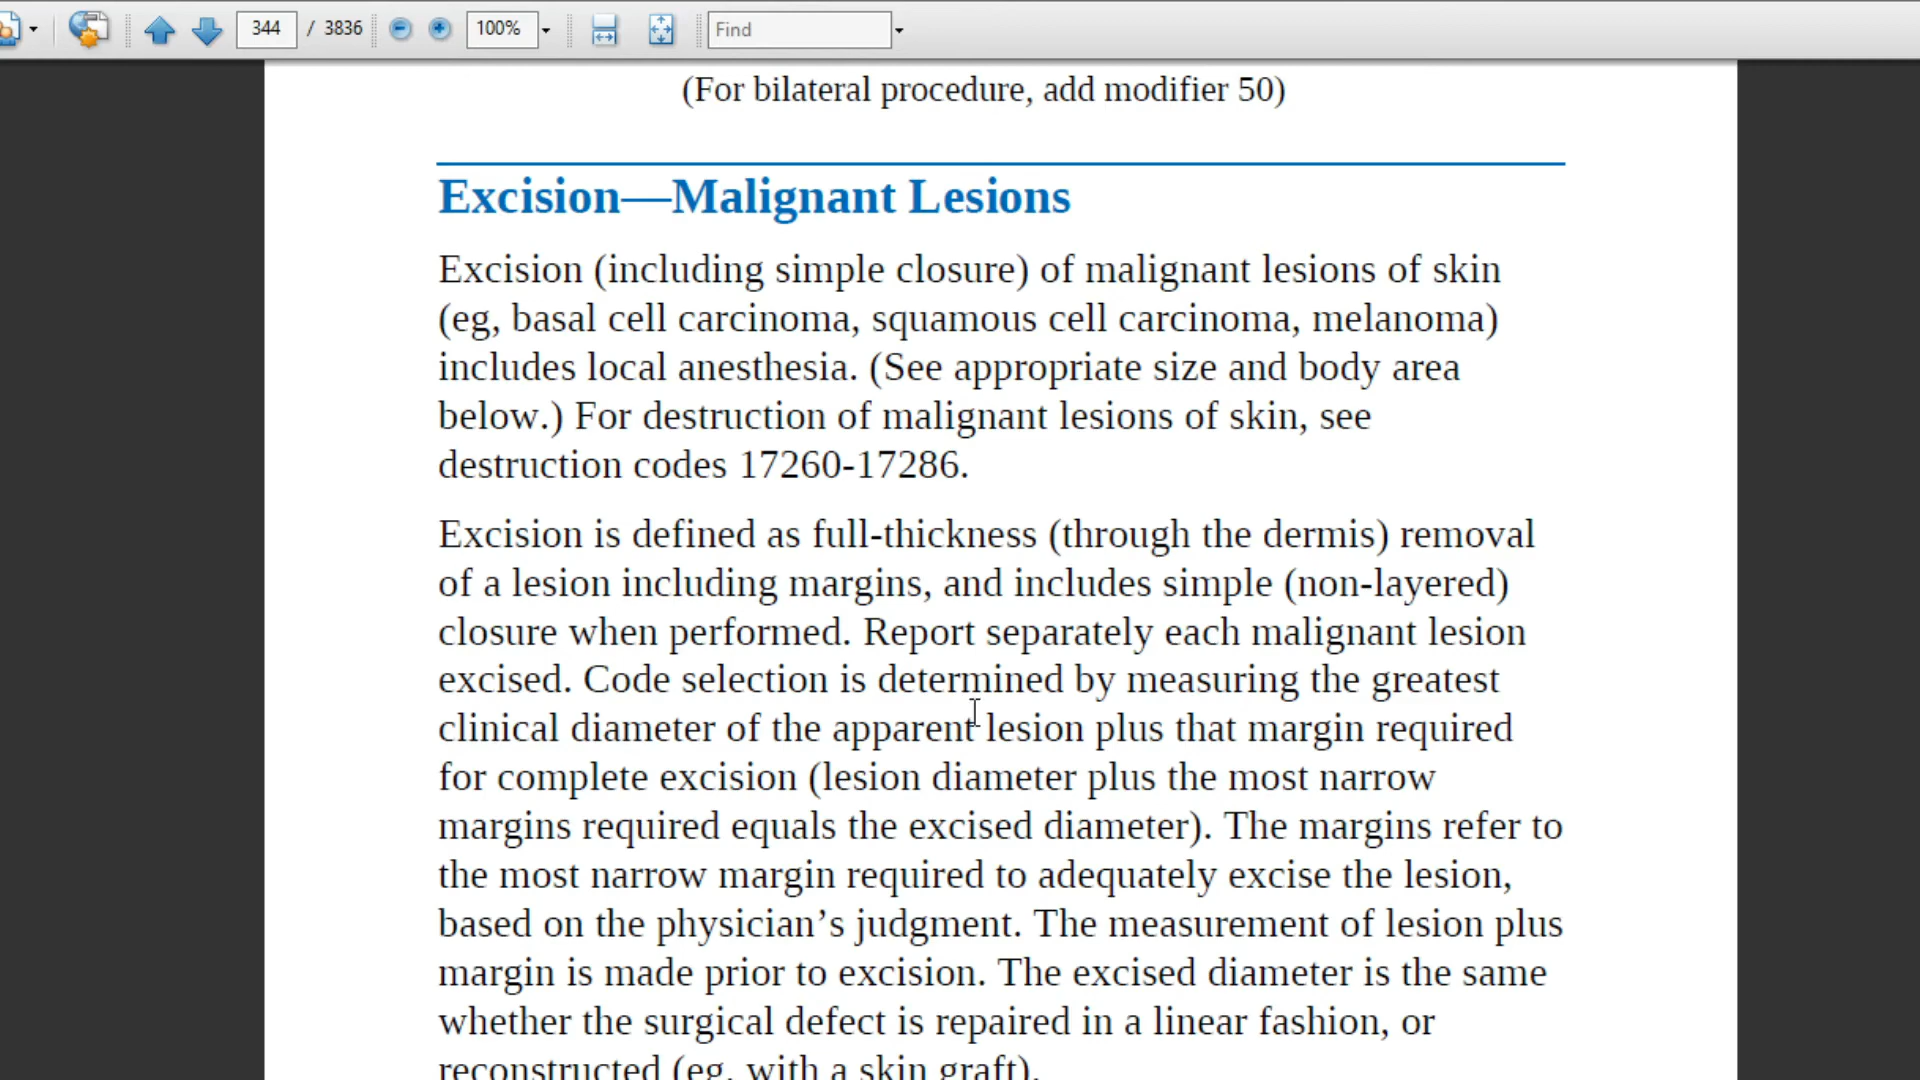 344 / 3836 100% Find
(For bilateral procedure, add modifier 50)
Excision—Malignant Lesions
Excision (including simple closure) of malignant lesions of skin
(eg, basal cell carcinoma, squamous cell carcinoma, melanoma)
includes local anesthesia. (See appropriate size and body area
below.) For destruction of malignant lesions of skin, see
destruction codes 17260-17286.
Excision is defined as full-thickness (through the dermis) removal
of a lesion including margins, and includes simple (non-layered)
closure when performed. Report separately each malignant lesion
excised. Code selection is determined by measuring the greatest
clinical diameter of the apparent lesion plus that margin required
for complete excision (lesion diameter plus the most narrow
margins required equals the excised diameter). The margins refer to
the most narrow margin required to adequately excise the lesion,
based on the physician’s judgment. The measurement of lesion plus
margin is made prior to excision. The excised diameter is the same
whether the surgical defect is repaired in a linear fashion, or
reconstructed (eg, with a skin graft).